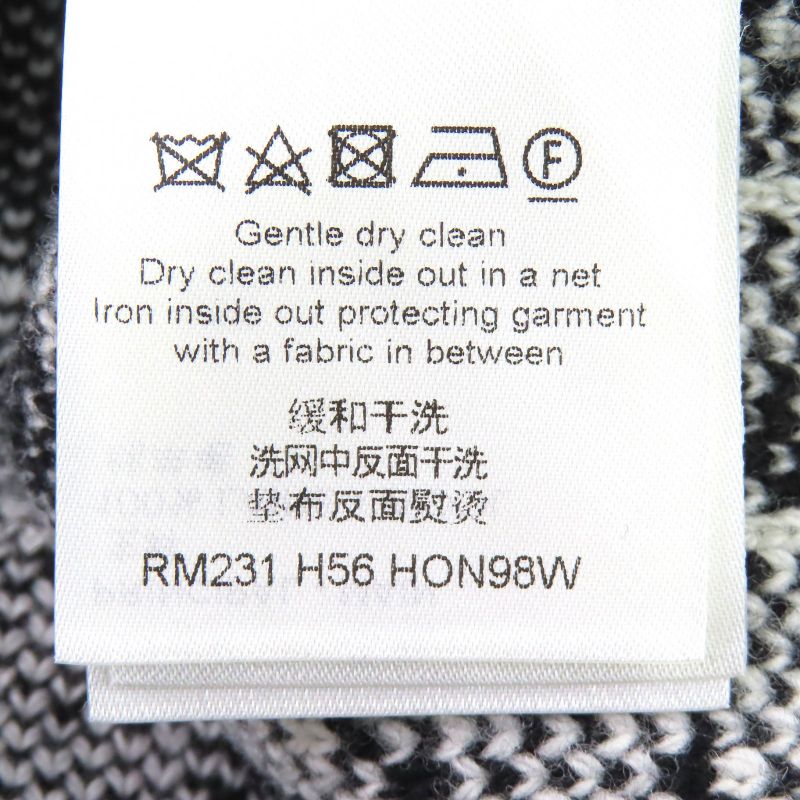 F
Gentle dry clean
Dry clean inside out in a net
Iron inside out protecting garment
with a fabric in between
缓和干洗
洗网中反面干洗
垫布反面熨烫
RM231 H56 HON98W